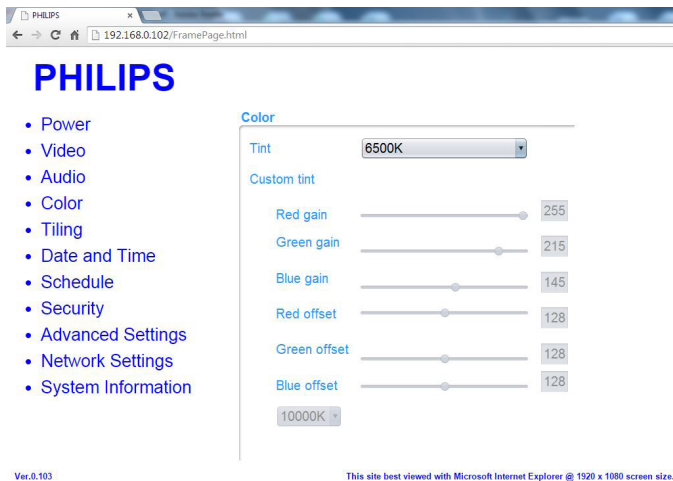 PHILIPS
192.168.0.102/FramePage.html
PHILIPS
• Power
• Video
• Audio
• Color
• Tiling
• Date and Time
• Schedule
• Security
• Advanced Settings
• Network Settings
• System Information
Color
Tint 6500K
Custom tint
Red gain 255
Green gain 215
Blue gain 145
Red offset 128
Green offset 128
Blue offset 128
10000K
Ver.0.103 This site best viewed with Microsoft Internet Explorer @ 1920 x 1080 screen size.